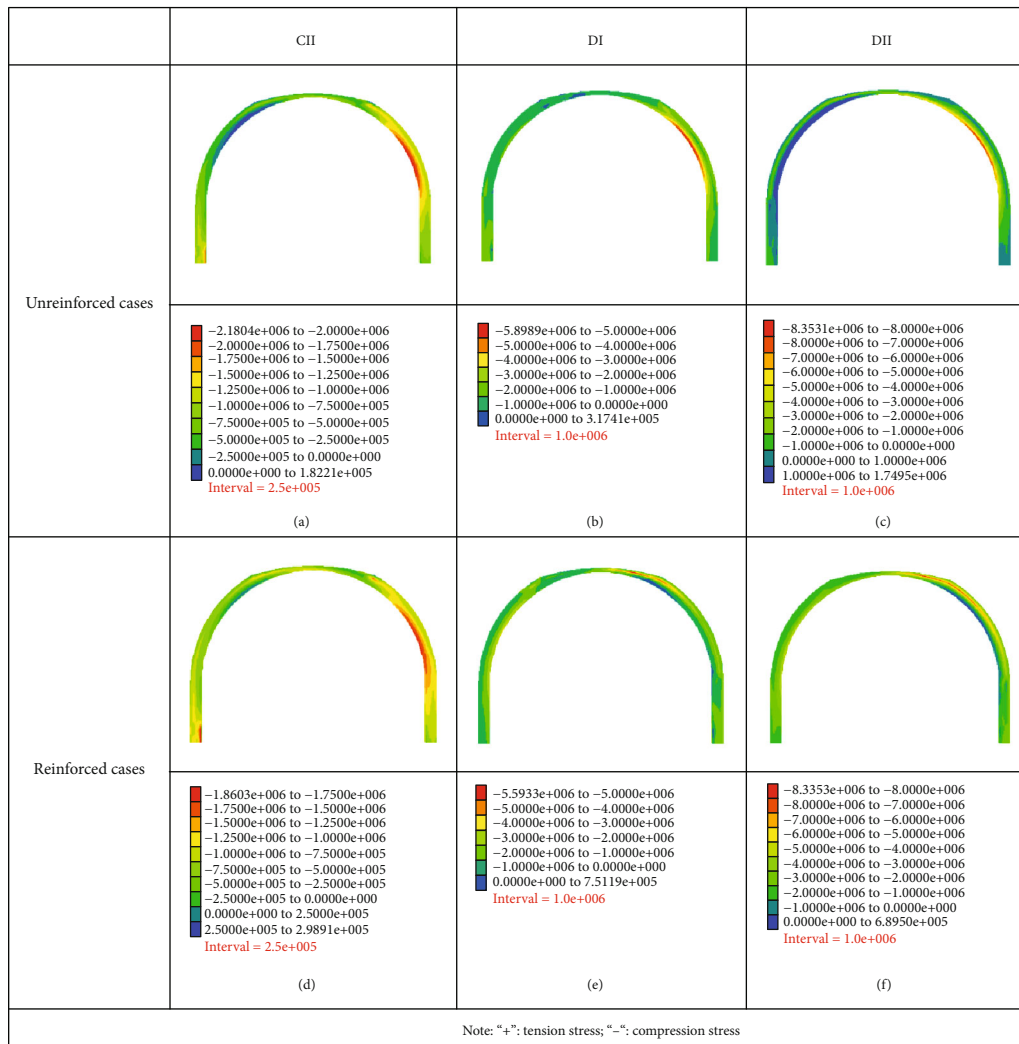 CII
DI
DII
Unreinforced cases
−2.1804e+006 to −2.0000e+006
−2.0000e+006 to −1.7500e+006
−1.7500e+006 to −1.5000e+006
−1.5000e+006 to −1.2500e+006
−1.2500e+006 to −1.0000e+006
−1.0000e+006 to −7.5000e+005
−7.5000e+005 to −5.0000e+005
−5.0000e+005 to −2.5000e+005
−2.5000e+005 to 0.0000e+000
0.0000e+000 to 1.8221e+005
Interval = 2.5e+005
(a)
−5.8989e+006 to −5.0000e+006
−5.0000e+006 to −4.0000e+006
−4.0000e+006 to −3.0000e+006
−3.0000e+006 to −2.0000e+006
−2.0000e+006 to −1.0000e+006
−1.0000e+006 to 0.0000e+000
0.0000e+000 to 3.1741e+005
Interval = 1.0e+006
(b)
−8.3531e+006 to −8.0000e+006
−8.0000e+006 to −7.0000e+006
−7.0000e+006 to −6.0000e+006
−6.0000e+006 to −5.0000e+006
−5.0000e+006 to −4.0000e+006
−4.0000e+006 to −3.0000e+006
−3.0000e+006 to −2.0000e+006
−2.0000e+006 to −1.0000e+006
−1.0000e+006 to 0.0000e+000
0.0000e+000 to 1.0000e+006
1.0000e+006 to 1.7495e+006
Interval = 1.0e+006
(c)
Reinforced cases
−1.8603e+006 to −1.7500e+006
−1.7500e+006 to −1.5000e+006
−1.5000e+006 to −1.2500e+006
−1.2500e+006 to −1.0000e+006
−1.0000e+006 to −7.5000e+005
−7.5000e+005 to −5.0000e+005
−5.0000e+005 to −2.5000e+005
−2.5000e+005 to 0.0000e+000
0.0000e+000 to 2.5000e+005
2.5000e+005 to 2.9891e+005
Interval = 2.5e+005
(d)
−5.5933e+006 to −5.0000e+006
−5.0000e+006 to −4.0000e+006
−4.0000e+006 to −3.0000e+006
−3.0000e+006 to −2.0000e+006
−2.0000e+006 to −1.0000e+006
−1.0000e+006 to 0.0000e+000
0.0000e+000 to 7.5119e+005
Interval = 1.0e+006
(e)
−8.3353e+006 to −8.0000e+006
−8.0000e+006 to −7.0000e+006
−7.0000e+006 to −6.0000e+006
−6.0000e+006 to −5.0000e+006
−5.0000e+006 to −4.0000e+006
−4.0000e+006 to −3.0000e+006
−3.0000e+006 to −2.0000e+006
−2.0000e+006 to −1.0000e+006
−1.0000e+006 to 0.0000e+000
0.0000e+000 to 6.8950e+005
Interval = 1.0e+006
(f)
Note: “+”: tension stress; “–“: compression stress